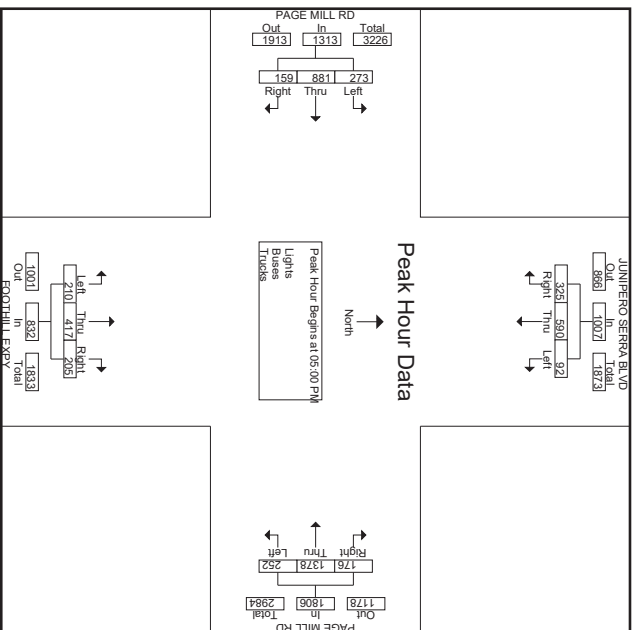 PAGE MILL RD
Out In Total
1913 1313 3226
159 881 273
Right Thru Left
JUNIPERO SERRA BLVD
Out In Total
866 1007 1873
325 590 92
Right Thru Left
Peak Hour Data
North
Peak Hour Begins at 05:00 PM
Lights
Buses
Trucks
Left Thru Right
210 417 205
Out In Total
1001 832 1833
FOOTHILL EXPY
PAGE MILL RD
Out In Total
1178 1806 2984
176 1378 252
Right Thru Left